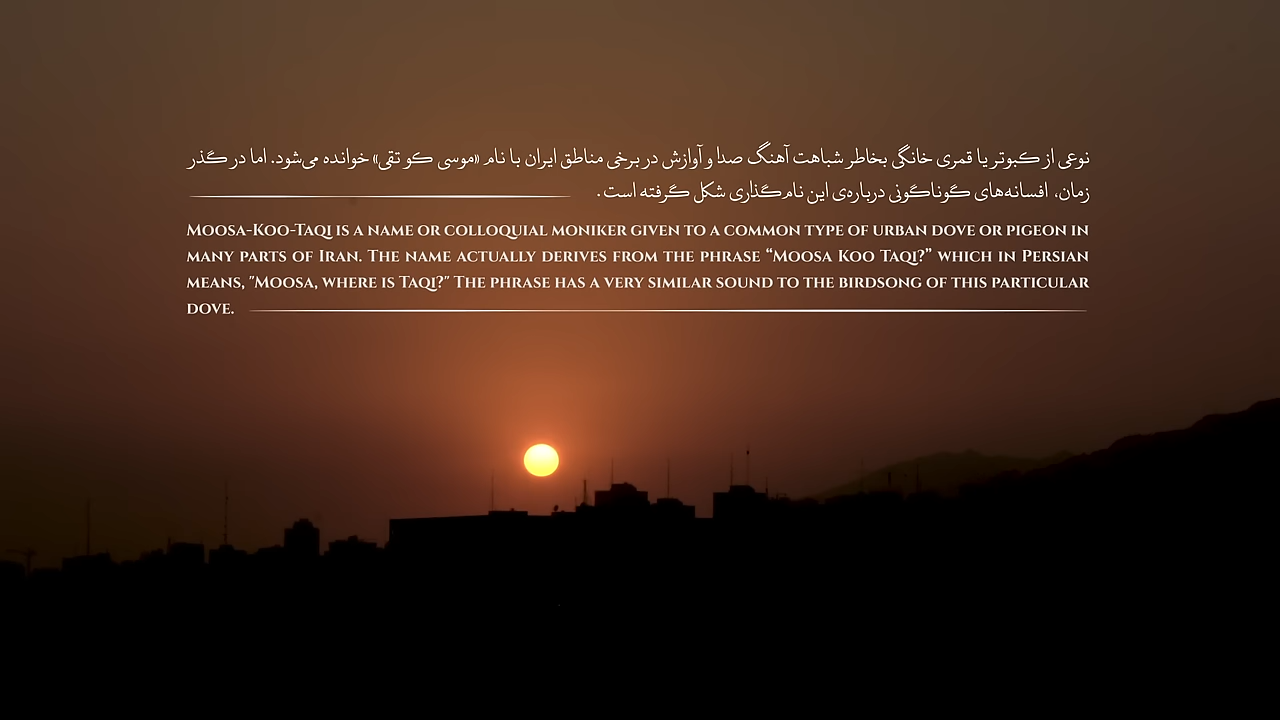 نوعی از کبوتر یا قمری خانگی بخاطر شباهت آهنگ صدا و آوازش در برخی مناطق ایران با نام «موسی کو تقی» خوانده می‌شود. اما در گذر
زمان، افسانه‌های گوناگونی درباره‌ی این نام‌گذاری شکل گرفته است.
Moosa-Koo-Taqi is a name or colloquial moniker given to a common type of urban dove or pigeon in
many parts of Iran. The name actually derives from the phrase “Moosa Koo Taqi?” which in Persian
means, "Moosa, where is Taqi?" The phrase has a very similar sound to the birdsong of this particular
dove.